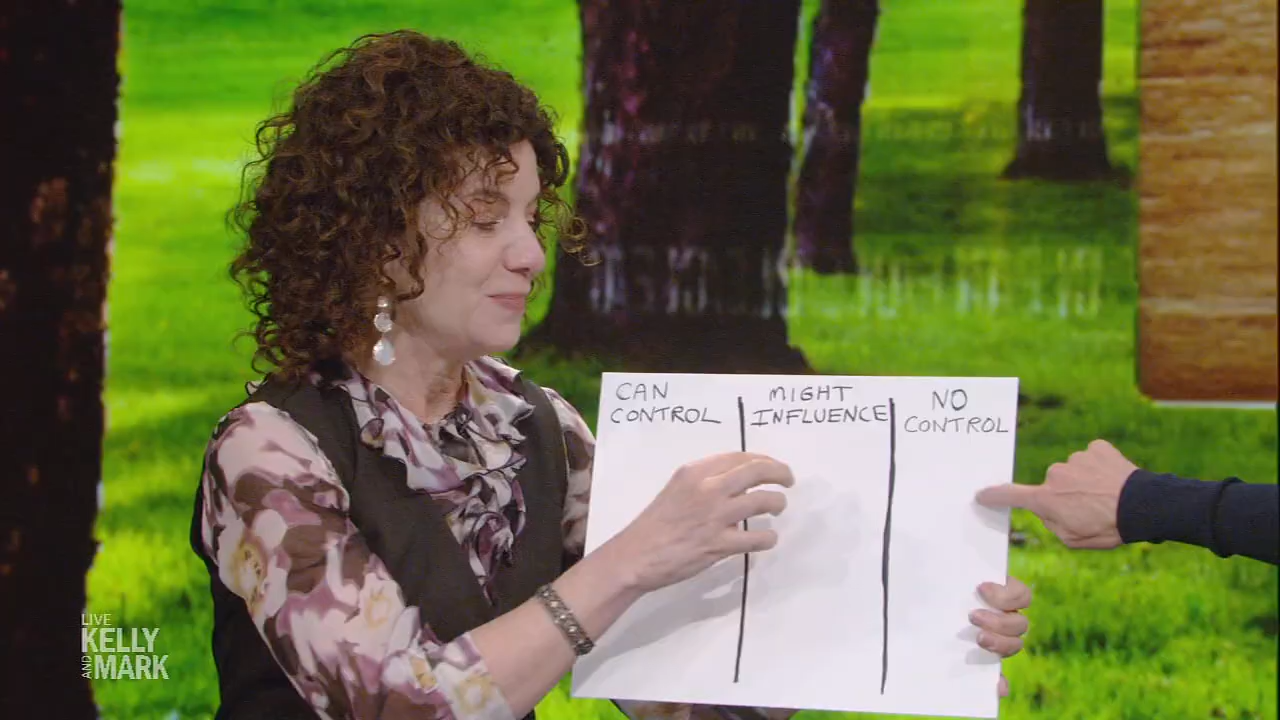 CAN
CONTROL
MIGHT
INFLUENCE
NO
CONTROL
LIVE
KELLY
AND
MARK